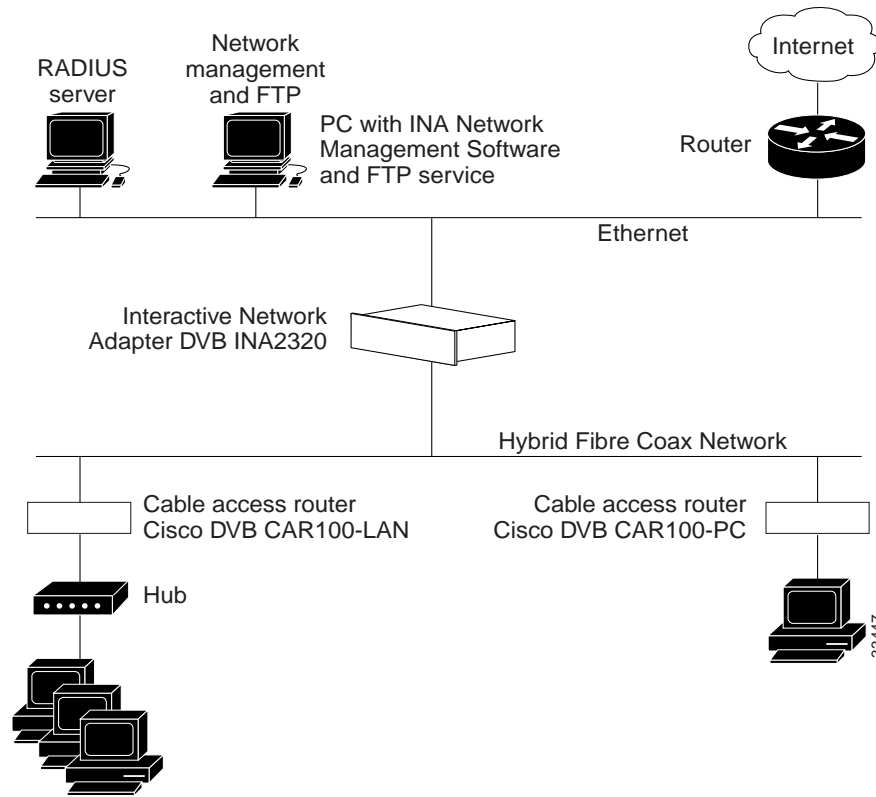 Network
management
and FTP
RADIUS
server
PC with INA Network
Management Software
and FTP service
Internet
Router
Ethernet
Interactive Network
Adapter DVB INA2320
Hybrid Fibre Coax Network
Cable access router
Cisco DVB CAR100-LAN
Cable access router
Cisco DVB CAR100-PC
Hub